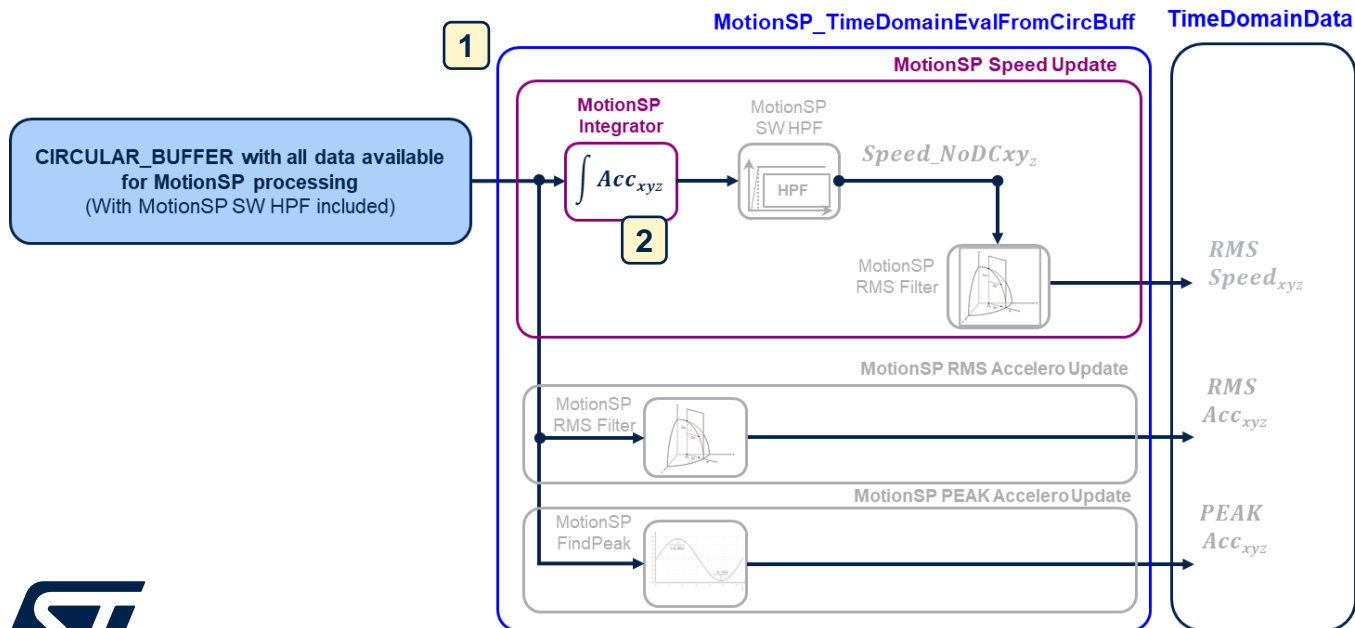 MotionSP_TimeDomainEvalFromCircBuff
TimeDomainData
1
MotionSP Speed Update
MotionSP
Integrator
MotionSP
SW HPF
CIRCULAR_BUFFER with all data available
for MotionSP processing
(With MotionSP SW HPF included)
∫ Acc_xyz
HPF
Speed_NoDCxy_z
2
MotionSP
RMS Filter
RMS
Speed_xyz
MotionSP RMS Accelero Update
MotionSP
RMS Filter
RMS
Acc_xyz
MotionSP PEAK Accelero Update
MotionSP
FindPeak
PEAK
Acc_xyz
ST